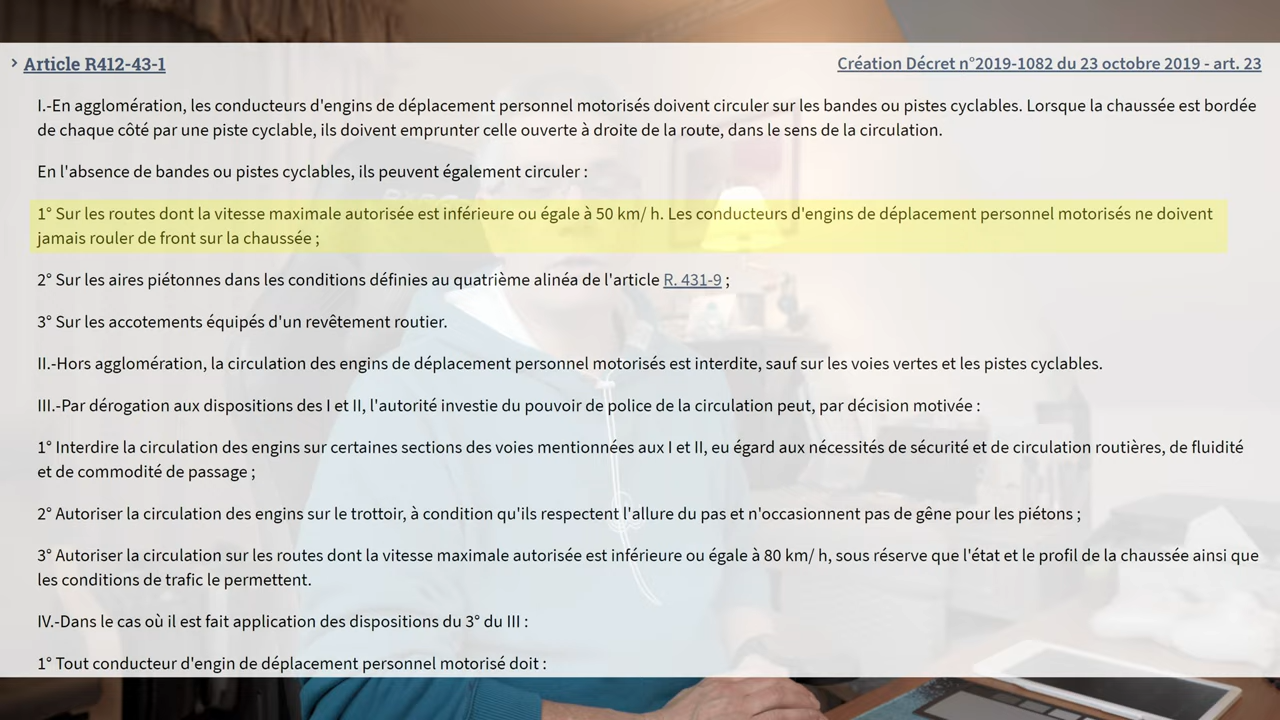 Article R412-43-1
Création Décret n°2019-1082 du 23 octobre 2019 - art. 23
I.-En agglomération, les conducteurs d'engins de déplacement personnel motorisés doivent circuler sur les bandes ou pistes cyclables. Lorsque la chaussée est bordée
de chaque côté par une piste cyclable, ils doivent emprunter celle ouverte à droite de la route, dans le sens de la circulation.
En l'absence de bandes ou pistes cyclables, ils peuvent également circuler :
1° Sur les routes dont la vitesse maximale autorisée est inférieure ou égale à 50 km/ h. Les conducteurs d'engins de déplacement personnel motorisés ne doivent
jamais rouler de front sur la chaussée ;
2° Sur les aires piétonnes dans les conditions définies au quatrième alinéa de l'article R. 431-9 ;
3° Sur les accotements équipés d'un revêtement routier.
II.-Hors agglomération, la circulation des engins de déplacement personnel motorisés est interdite, sauf sur les voies vertes et les pistes cyclables.
III.-Par dérogation aux dispositions des I et II, l'autorité investie du pouvoir de police de la circulation peut, par décision motivée :
1° Interdire la circulation des engins sur certaines sections des voies mentionnées aux I et II, eu égard aux nécessités de sécurité et de circulation routières, de fluidité
et de commodité de passage ;
2° Autoriser la circulation des engins sur le trottoir, à condition qu'ils respectent l'allure du pas et n'occasionnent pas de gêne pour les piétons ;
3° Autoriser la circulation sur les routes dont la vitesse maximale autorisée est inférieure ou égale à 80 km/ h, sous réserve que l'état et le profil de la chaussée ainsi que
les conditions de trafic le permettent.
IV.-Dans le cas où il est fait application des dispositions du 3° du III :
1° Tout conducteur d'engin de déplacement personnel motorisé doit :